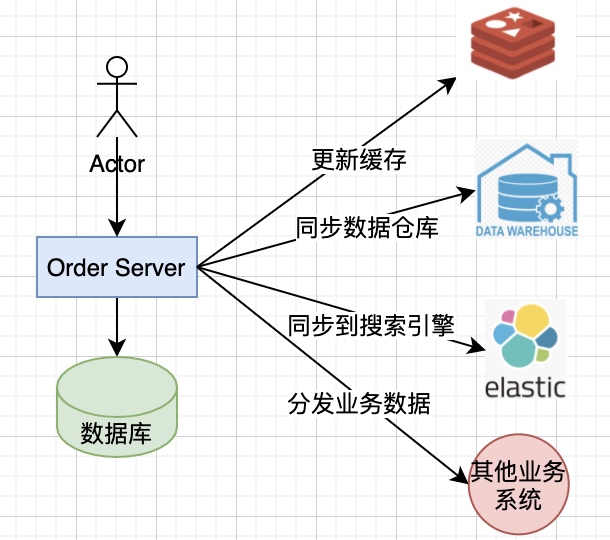 Actor
更新缓存
同步数据仓库
DATA WAREHOUSE
Order Server
同步到搜索引擎
elastic
分发业务数据
数据库
其他业务
系统